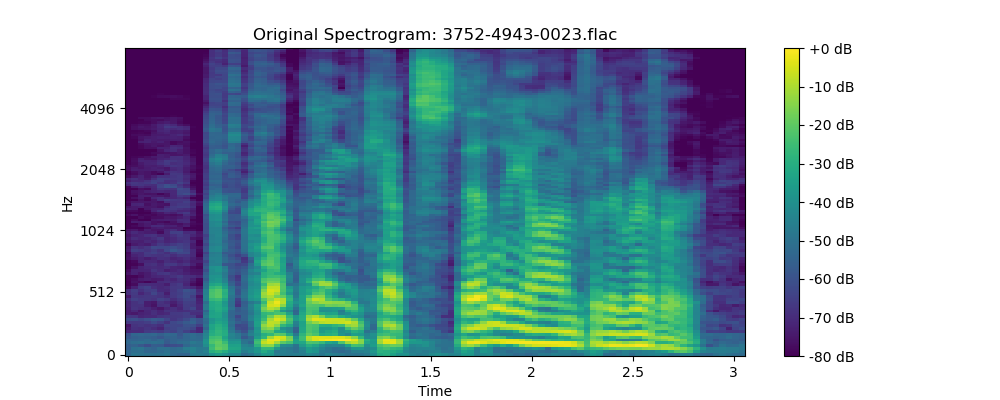 Original Spectrogram: 3752-4943-0023.flac
Hz
4096
2048
1024
512
0
0 0.5 1 1.5 2 2.5 3
Time
+0 dB
-10 dB
-20 dB
-30 dB
-40 dB
-50 dB
-60 dB
-70 dB
-80 dB